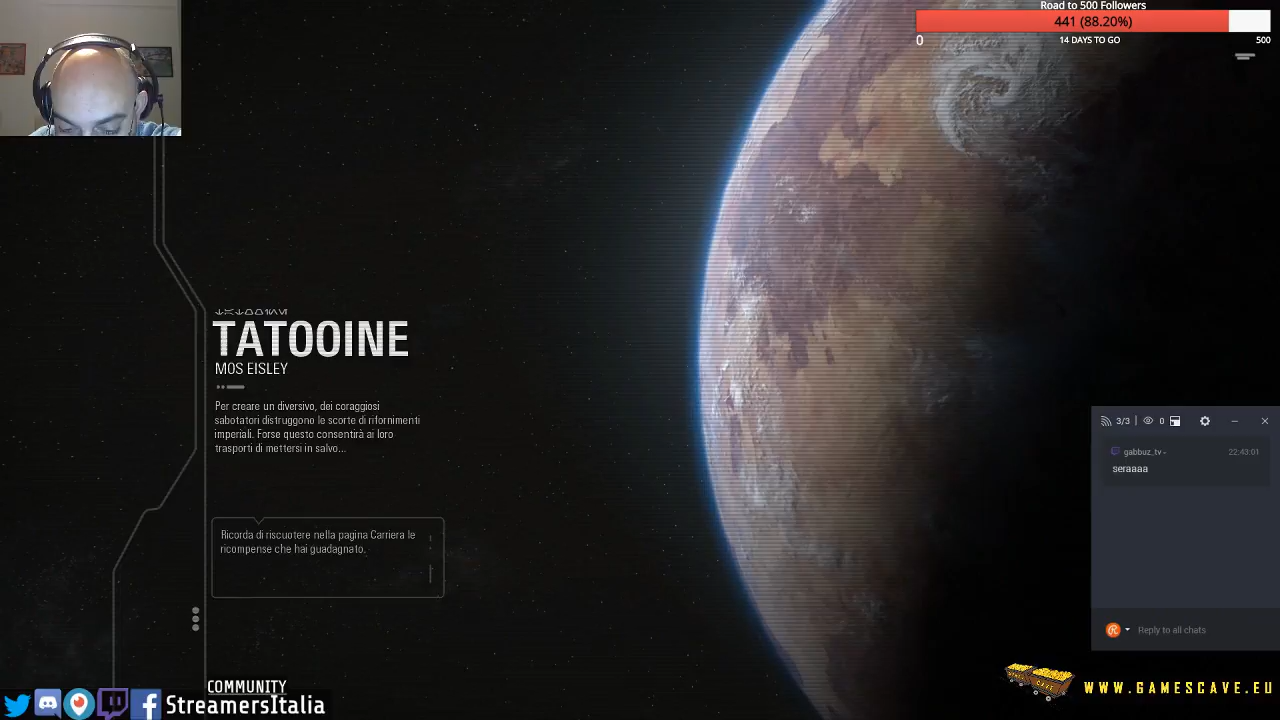 Road to 500 Followers
441 (88.20%)
0
14 DAYS TO GO
500
TATOOINE
MOS EISLEY
Per creare un diversivo, dei coraggiosi
sabotatori distruggono le scorte di rifornimenti
imperiali. Forse questo consentirà ai loro
trasporti di mettersi in salvo...
Ricorda di riscuotere nella pagina Carriera le
ricompense che hai guadagnato.
3/3
0
gabbuz_tv
22:43:01
seraaaa
Reply to all chats
COMMUNITY
StreamersItalia
WWW.GAMESCAVE.EU